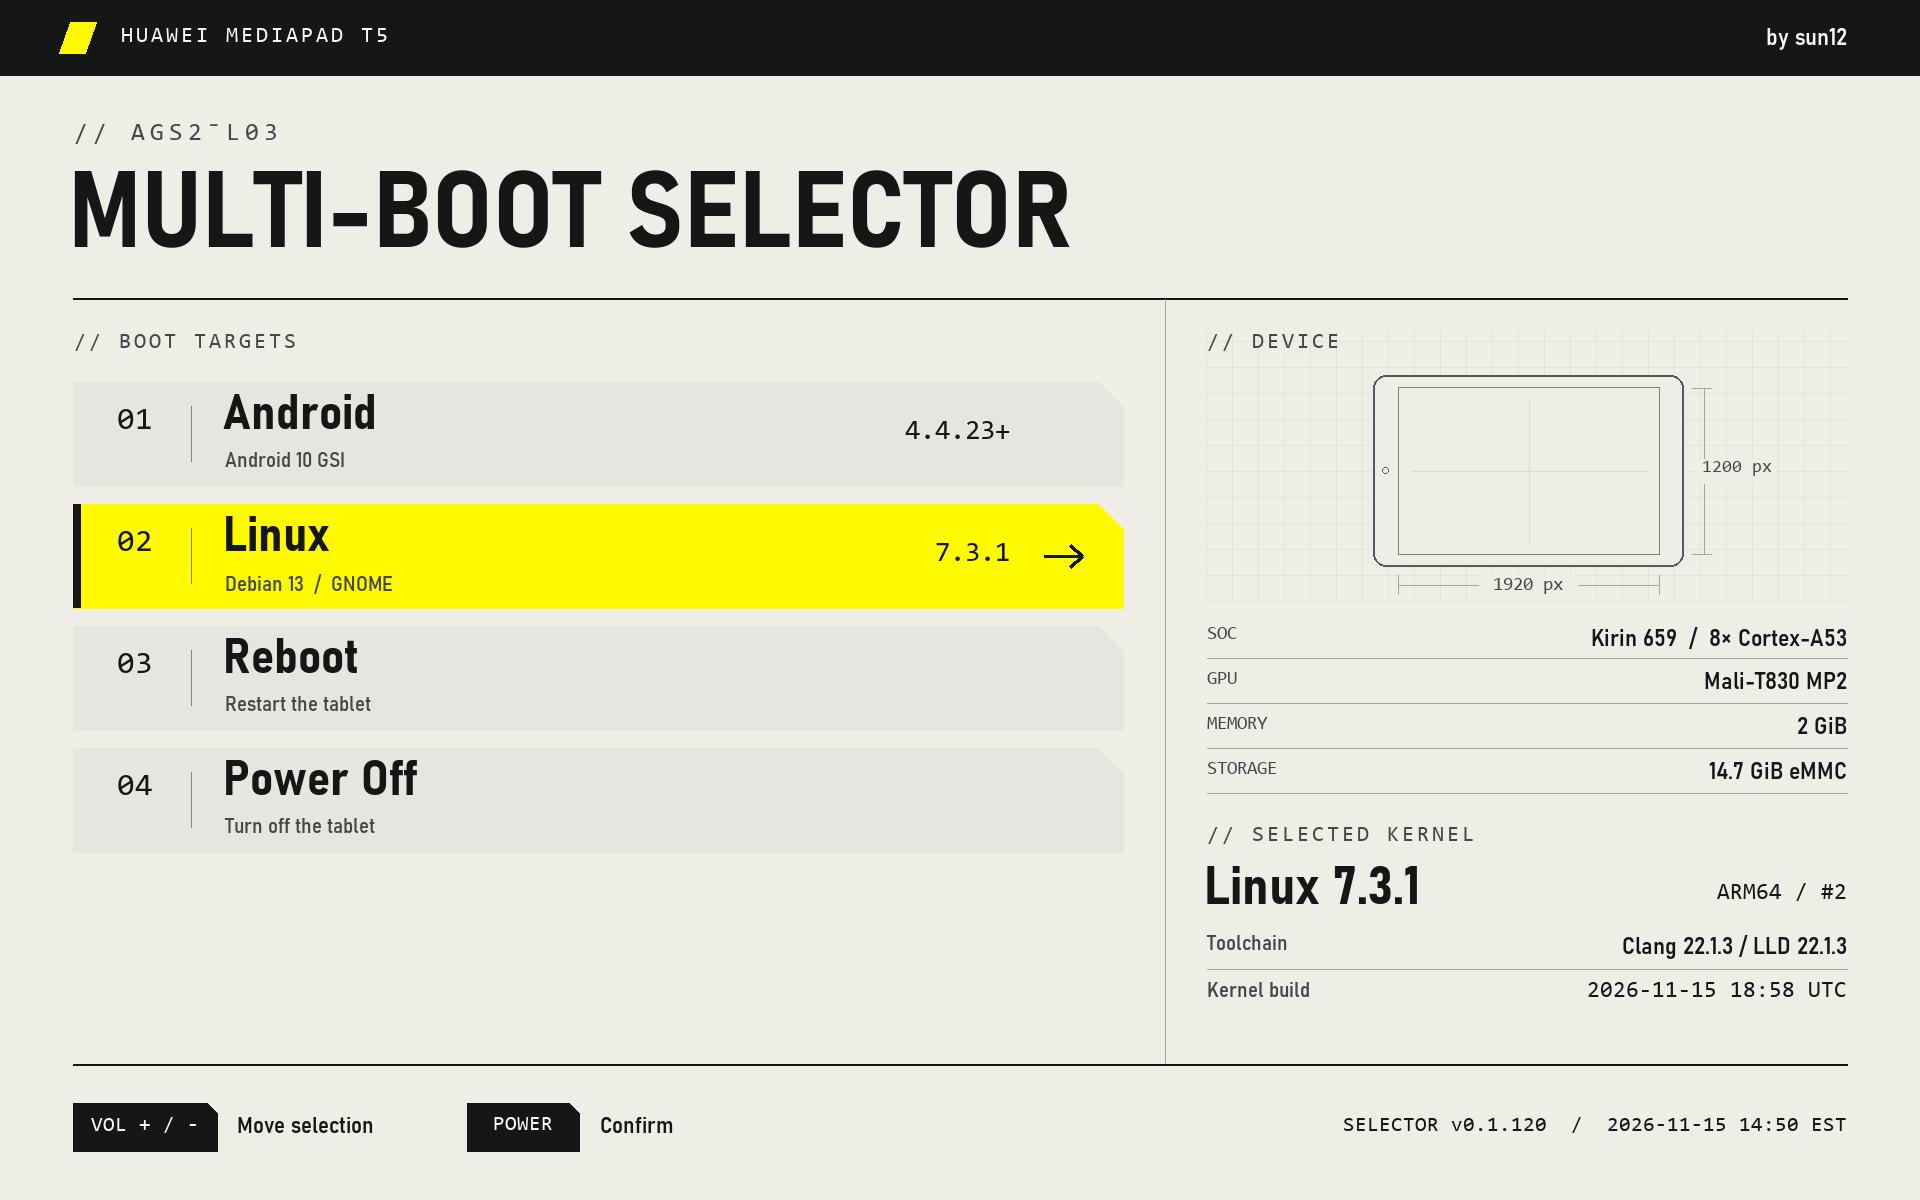 HUAWEI MEDIAPAD T5
by sun12
// AGS2¯L03
MULTI-BOOT SELECTOR
// BOOT TARGETS
01
Android
Android 10 GSI
4.4.23+
02
Linux
Debian 13 / GNOME
7.3.1
03
Reboot
Restart the tablet
04
Power Off
Turn off the tablet
// DEVICE
1200 px
1920 px
SOC Kirin 659 / 8× Cortex-A53
GPU Mali-T830 MP2
MEMORY 2 GiB
STORAGE 14.7 GiB eMMC
// SELECTED KERNEL
Linux 7.3.1 ARM64 / #2
Toolchain Clang 22.1.3 / LLD 22.1.3
Kernel build 2026-11-15 18:58 UTC
VOL + / - Move selection POWER Confirm
SELECTOR v0.1.120 / 2026-11-15 14:50 EST